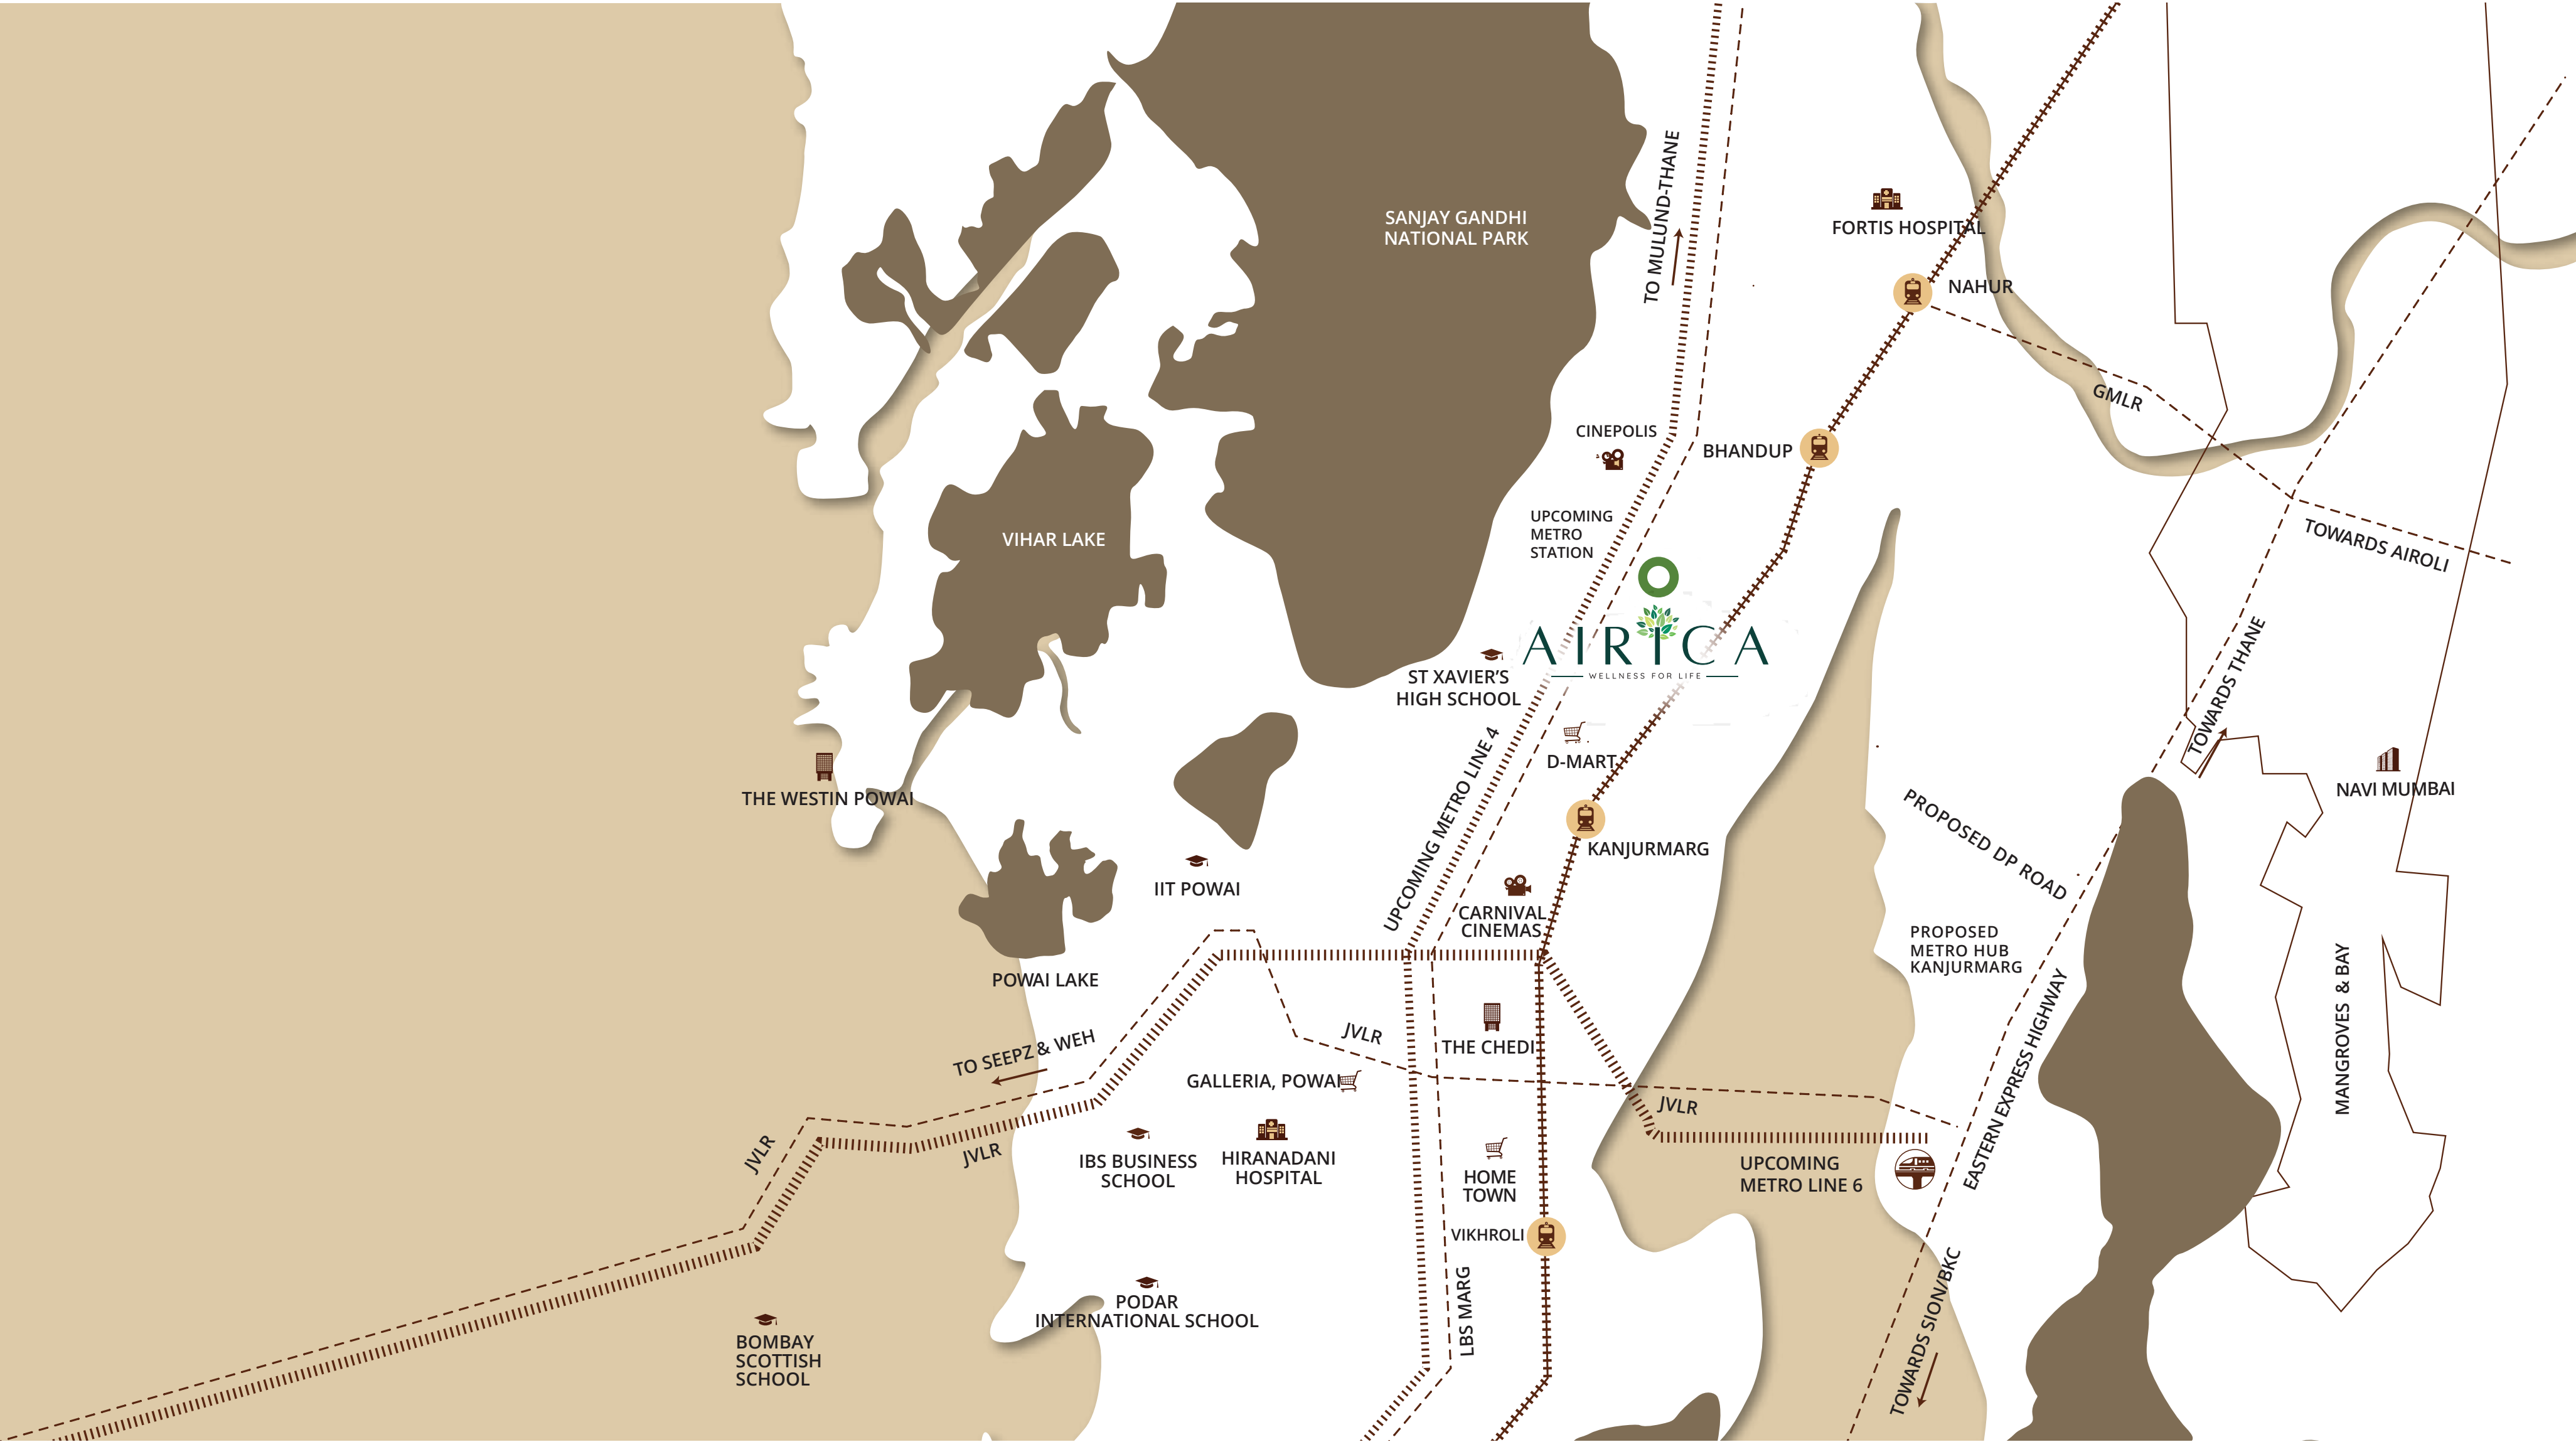 SANJAY GANDHI
NATIONAL PARK
TO MULUND-THANE
FORTIS HOSPITAL
NAHUR
GMLR
CINEPOLIS
BHANDUP
UPCOMING
METRO
STATION
VIHAR LAKE
TOWARDS AIROLI
AIRICA
WELLNESS FOR LIFE
ST XAVIER'S
HIGH SCHOOL
TOWARDS THANE
UPCOMING METRO LINE 4
D-MART
THE WESTIN POWAI
NAVI MUMBAI
PROPOSED DP ROAD
KANJURMARG
IIT POWAI
CARNIVAL
CINEMAS
PROPOSED
METRO HUB
KANJURMARG
POWAI LAKE
MANGROVES & BAY
EASTERN EXPRESS HIGHWAY
TO SEEPZ & WEH
JVLR
THE CHEDI
GALLERIA, POWAI
JVLR
JVLR
JVLR
IBS BUSINESS
SCHOOL
HIRANADANI
HOSPITAL
HOME
TOWN
UPCOMING
METRO LINE 6
VIKHROLI
LBS MARG
TOWARDS SION/BKC
PODAR
INTERNATIONAL SCHOOL
BOMBAY
SCOTTISH
SCHOOL